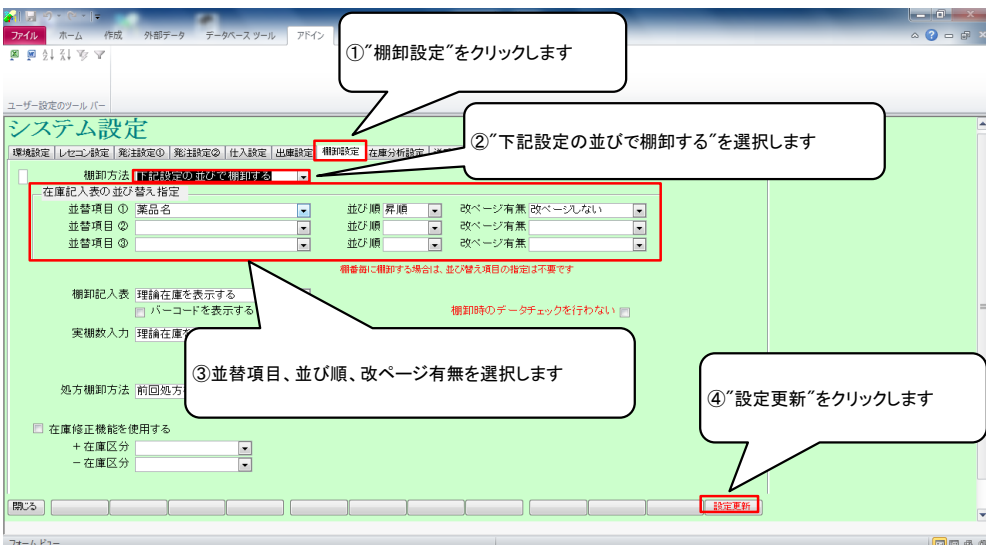 ファイル ホーム 作成 外部データ データベース ツール アドイン
①”棚卸設定”をクリックします
ユーザー設定のツール バー
システム設定
②”下記設定の並びで棚卸する”を選択します
環境設定 レセコン設定 発注設定① 発注設定② 仕入設定 出庫設定 棚卸設定 在庫分析設定
棚卸方法 下記設定の並びで棚卸する
在庫記入表の並び替え指定
並替項目 ① 薬品名 並び順 昇順 改ページ有無 改ページしない
並替項目 ② 並び順 改ページ有無
並替項目 ③ 並び順 改ページ有無
棚番毎に棚卸する場合は、並び替え項目の指定は不要です
棚卸記入表 理論在庫を表示する
バーコードを表示する 棚卸時のデータチェックを行わない
実棚数入力 理論在庫を
③並替項目、並び順、改ページ有無を選択します
処方棚卸方法 前回処方
④”設定更新”をクリックします
在庫修正機能を使用する
+ 在庫区分
- 在庫区分
閉じる 設定更新
フォーム ビュー